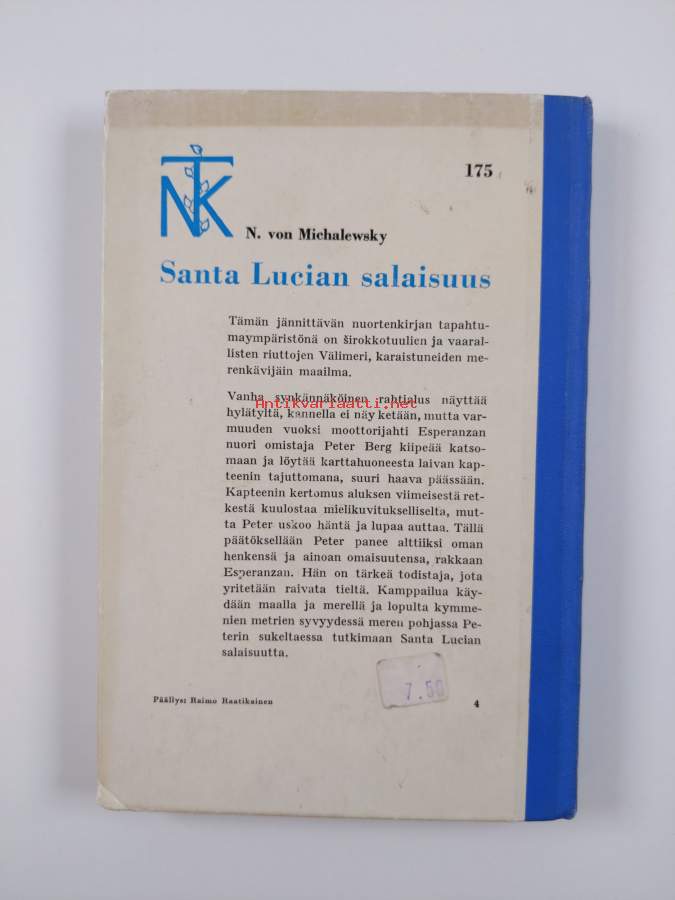 NTK
175
N. von Michalewsky
Santa Lucian salaisuus
Tämän jännittävän nuortenkirjan tapahtu-
maympäristönä on širokkotuulien ja vaaral-
listen riuttojen Välimeri, karaistuneiden me-
renkävijäin maailma.
Vanha synkännäköinen rahtialus näyttää
Antikvariaatti.net
hylätyltä, kannella ei näy ketään, mutta var-
muuden vuoksi moottorijahti Esperanzan
nuori omistaja Peter Berg kiipeää katso-
maan ja löytää karttahuoneesta laivan kap-
teenin tajuttomana, suuri haava päässään.
Kapteenin kertomus aluksen viimeisestä ret-
kestä kuulostaa mielikuvitukselliselta, mut-
ta Peter uskoo häntä ja lupaa auttaa. Tällä
päätöksellään Peter panee alttiiksi oman
henkensä ja ainoan omaisuutensa, rakkaan
Esperanzan. Hän on tärkeä todistaja, jota
yritetään raivata tieltä. Kamppailua käy-
dään maalla ja merellä ja lopulta kymme-
nien metrien syvyydessä meren pohjassa Pe-
terin sukeltaessa tutkimaan Santa Lucian
salaisuutta.
7.50
Päällys: Raimo Raatikainen
4